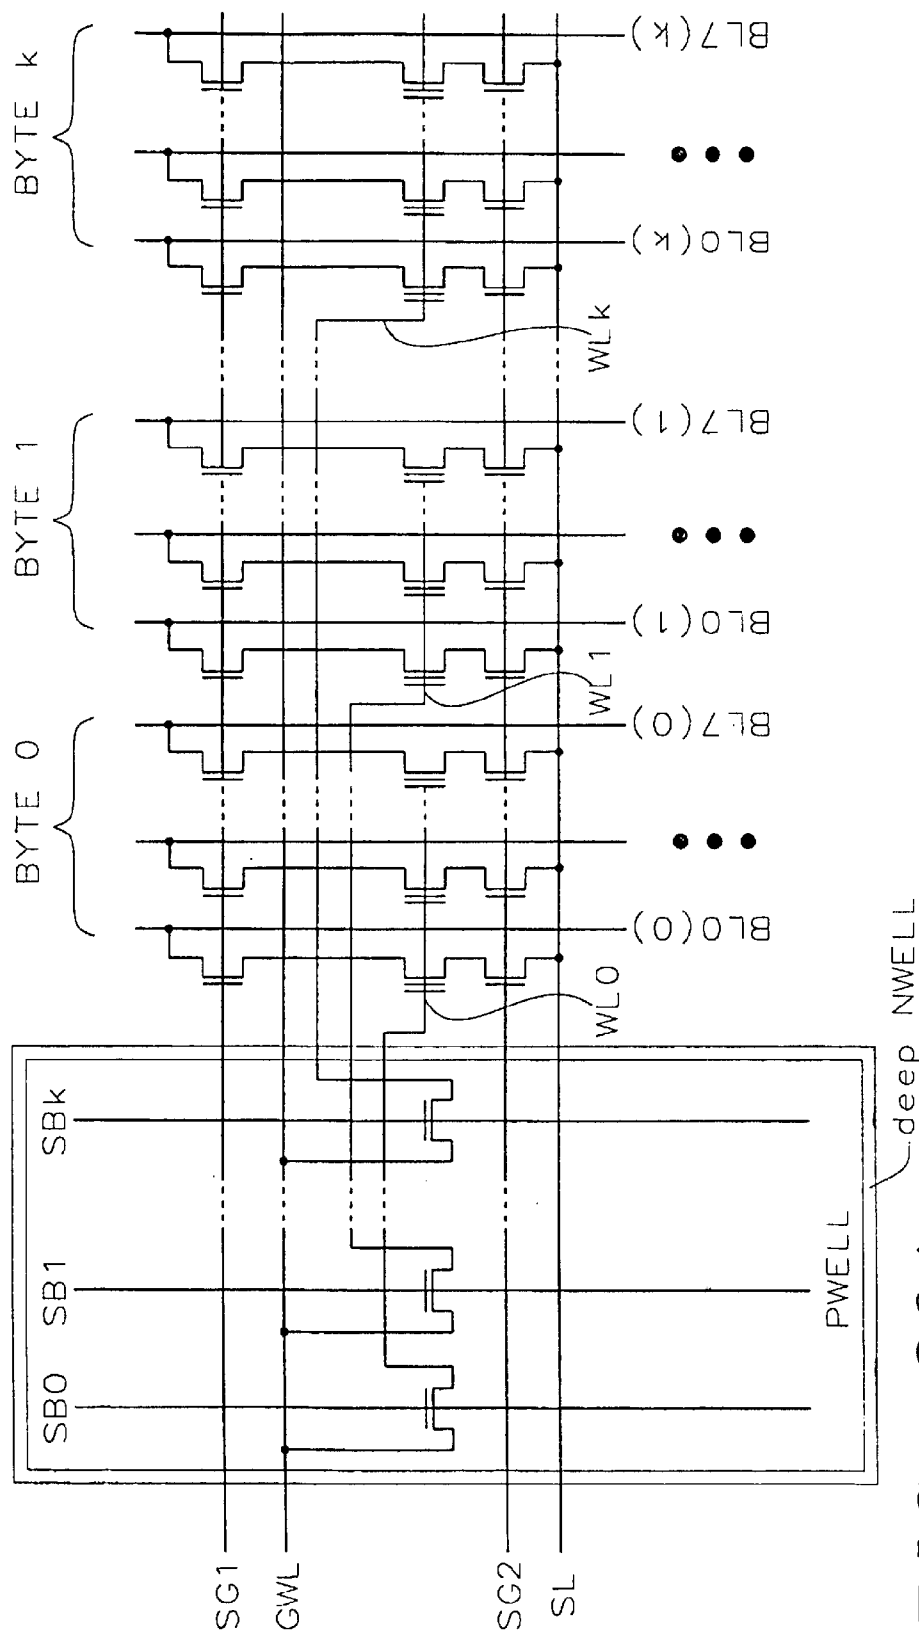 BYTE 0
BYTE 1
BYTE k
SB0
SB1
SBk
SG1
GWL
SG2
SL
WL0
WL1
WLk
BL0(0)
BL7(0)
BL0(1)
BL7(1)
BL0(k)
BL7(k)
PWELL
deep NWELL